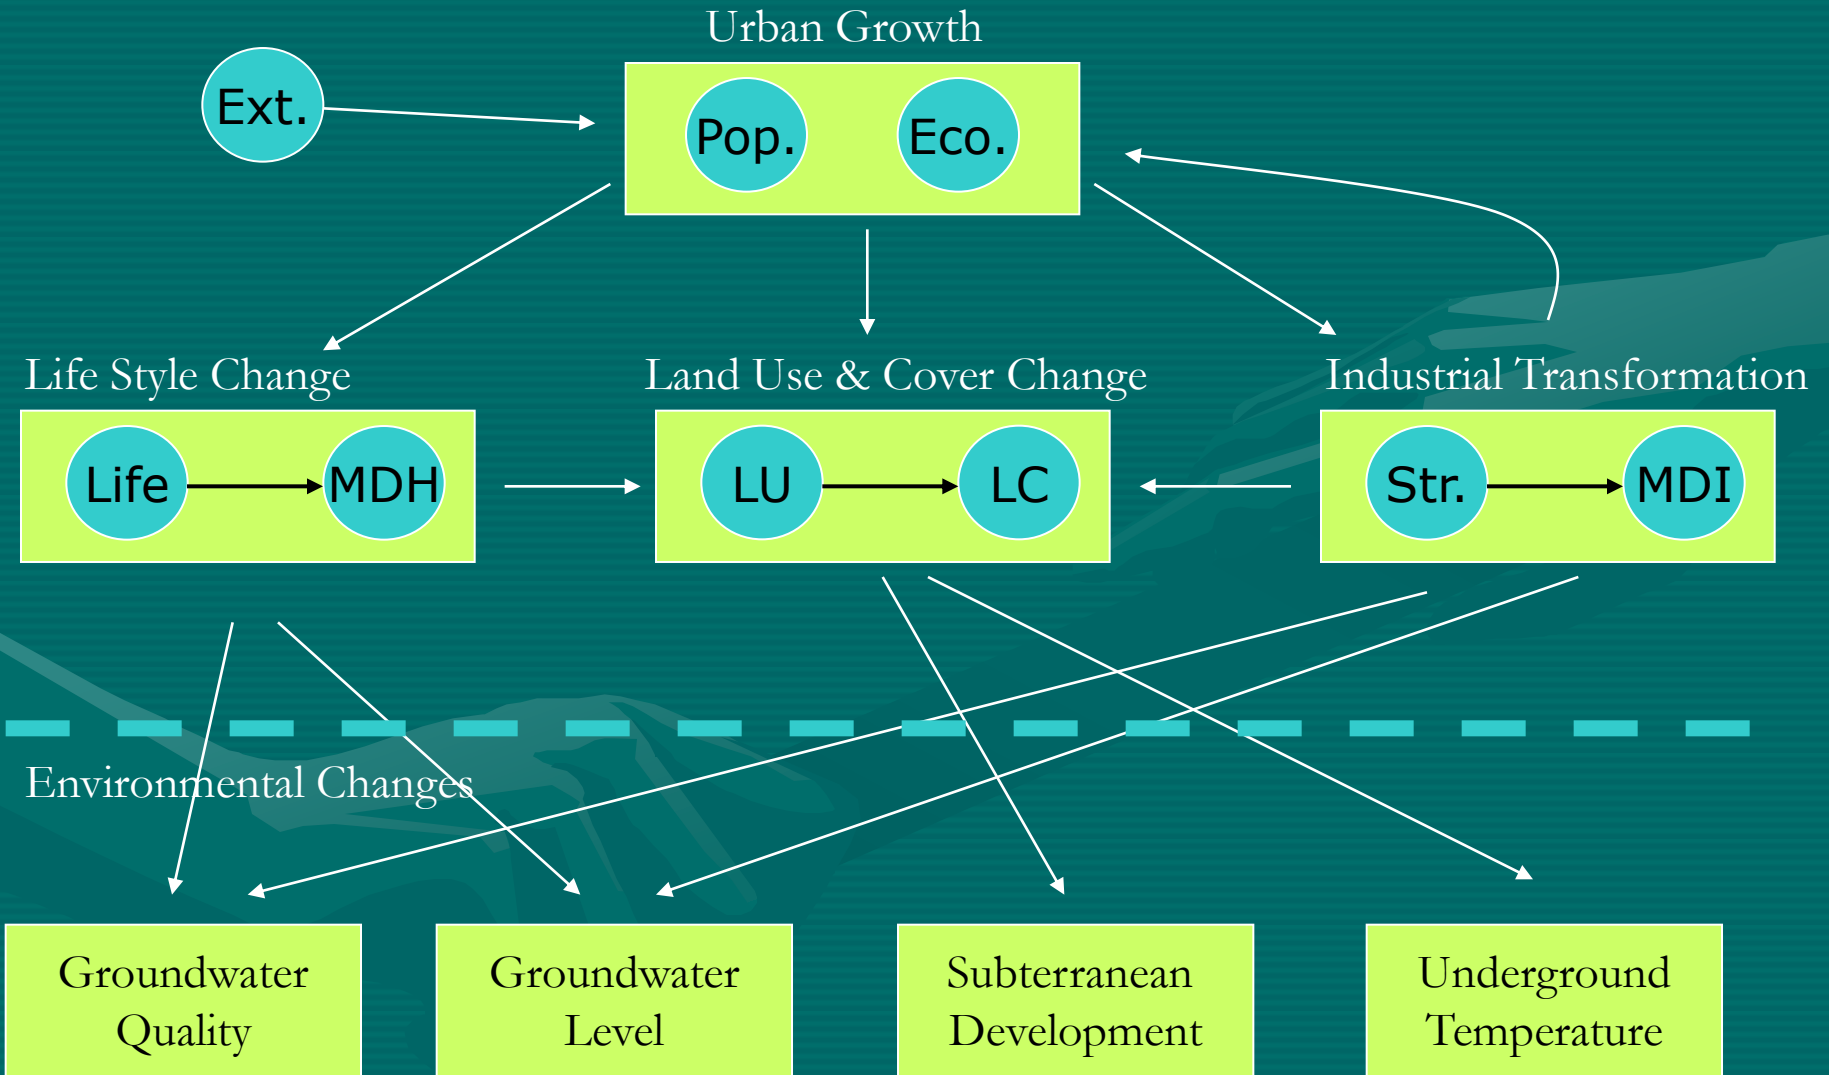 Urban Growth
Ext.
Pop.
Eco.
Life Style Change
Land Use & Cover Change
Industrial Transformation
Life
MDH
LU
LC
Str.
MDI
Environmental Changes
Groundwater
Quality
Groundwater
Level
Subterranean
Development
Underground
Temperature